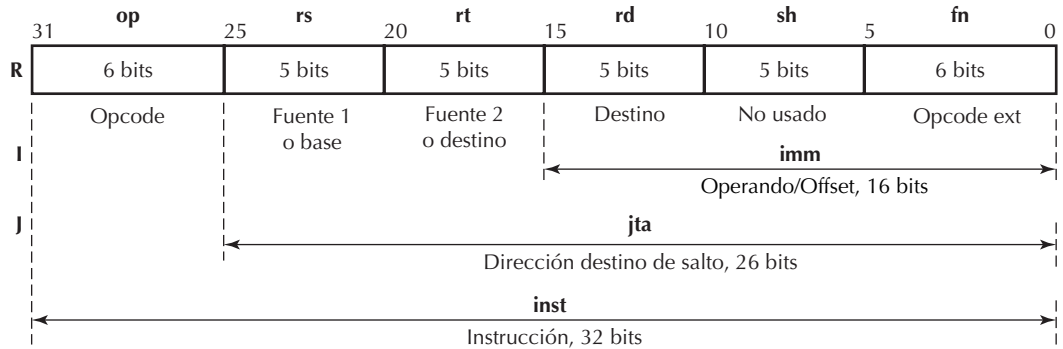 op rs rt rd sh fn
31 25 20 15 10 5 0
R 6 bits 5 bits 5 bits 5 bits 5 bits 6 bits
Opcode Fuente 1 Fuente 2 Destino No usado Opcode ext
o base o destino
I imm
Operando/Offset, 16 bits
J jta
Dirección destino de salto, 26 bits
inst
Instrucción, 32 bits